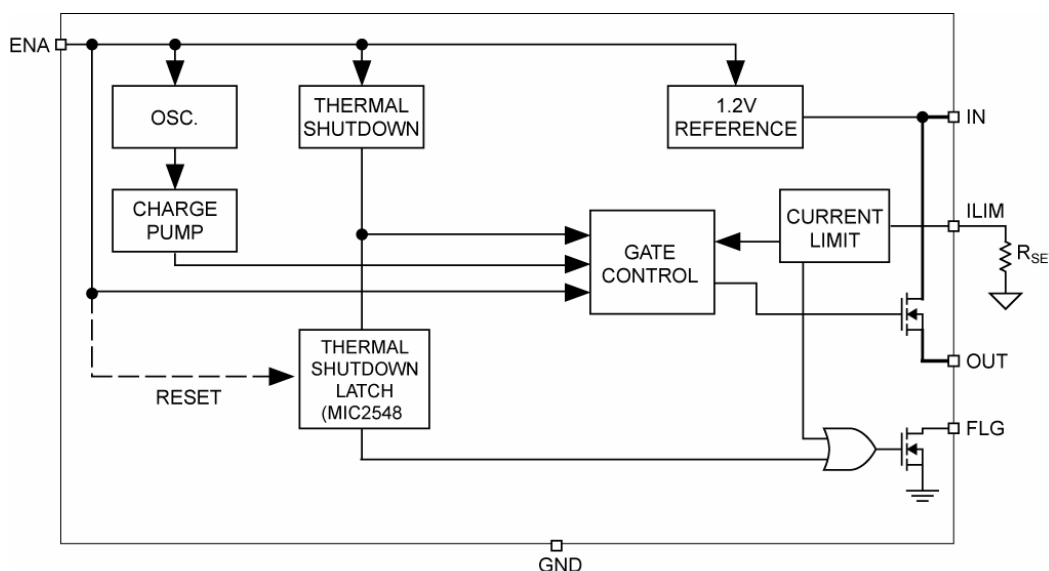 ENA
OSC.
THERMAL
SHUTDOWN
1.2V
REFERENCE
IN
CHARGE
PUMP
GATE
CONTROL
CURRENT
LIMIT
ILIM
RSE
THERMAL
SHUTDOWN
LATCH
(MIC2548
RESET
OUT
FLG
GND